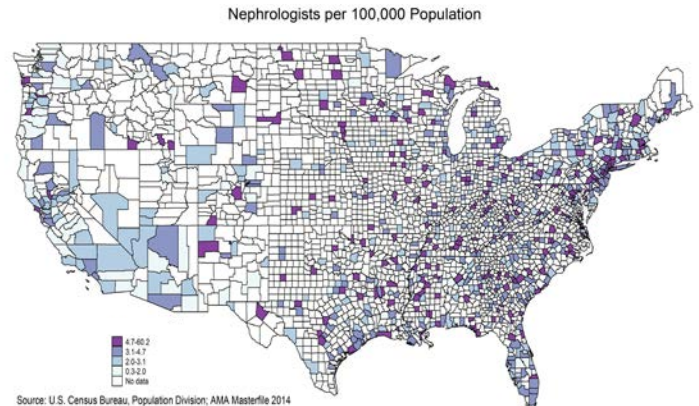 Nephrologists per 100,000 Population
4.7-60.2
3.1-4.7
2.0-3.1
0.3-2.0
No data
Source: U.S. Census Bureau, Population Division; AMA Masterfile 2014